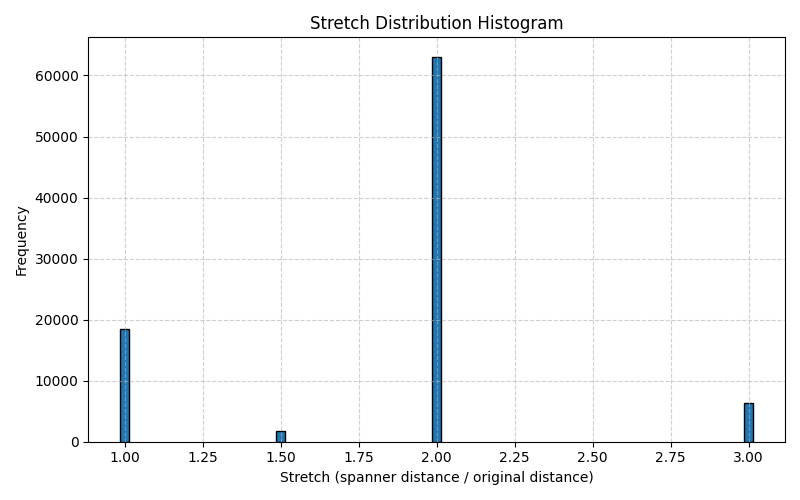 Stretch Distribution Histogram
Frequency
60000
50000
40000
30000
20000
10000
0
1.00 1.25 1.50 1.75 2.00 2.25 2.50 2.75 3.00
Stretch (spanner distance / original distance)